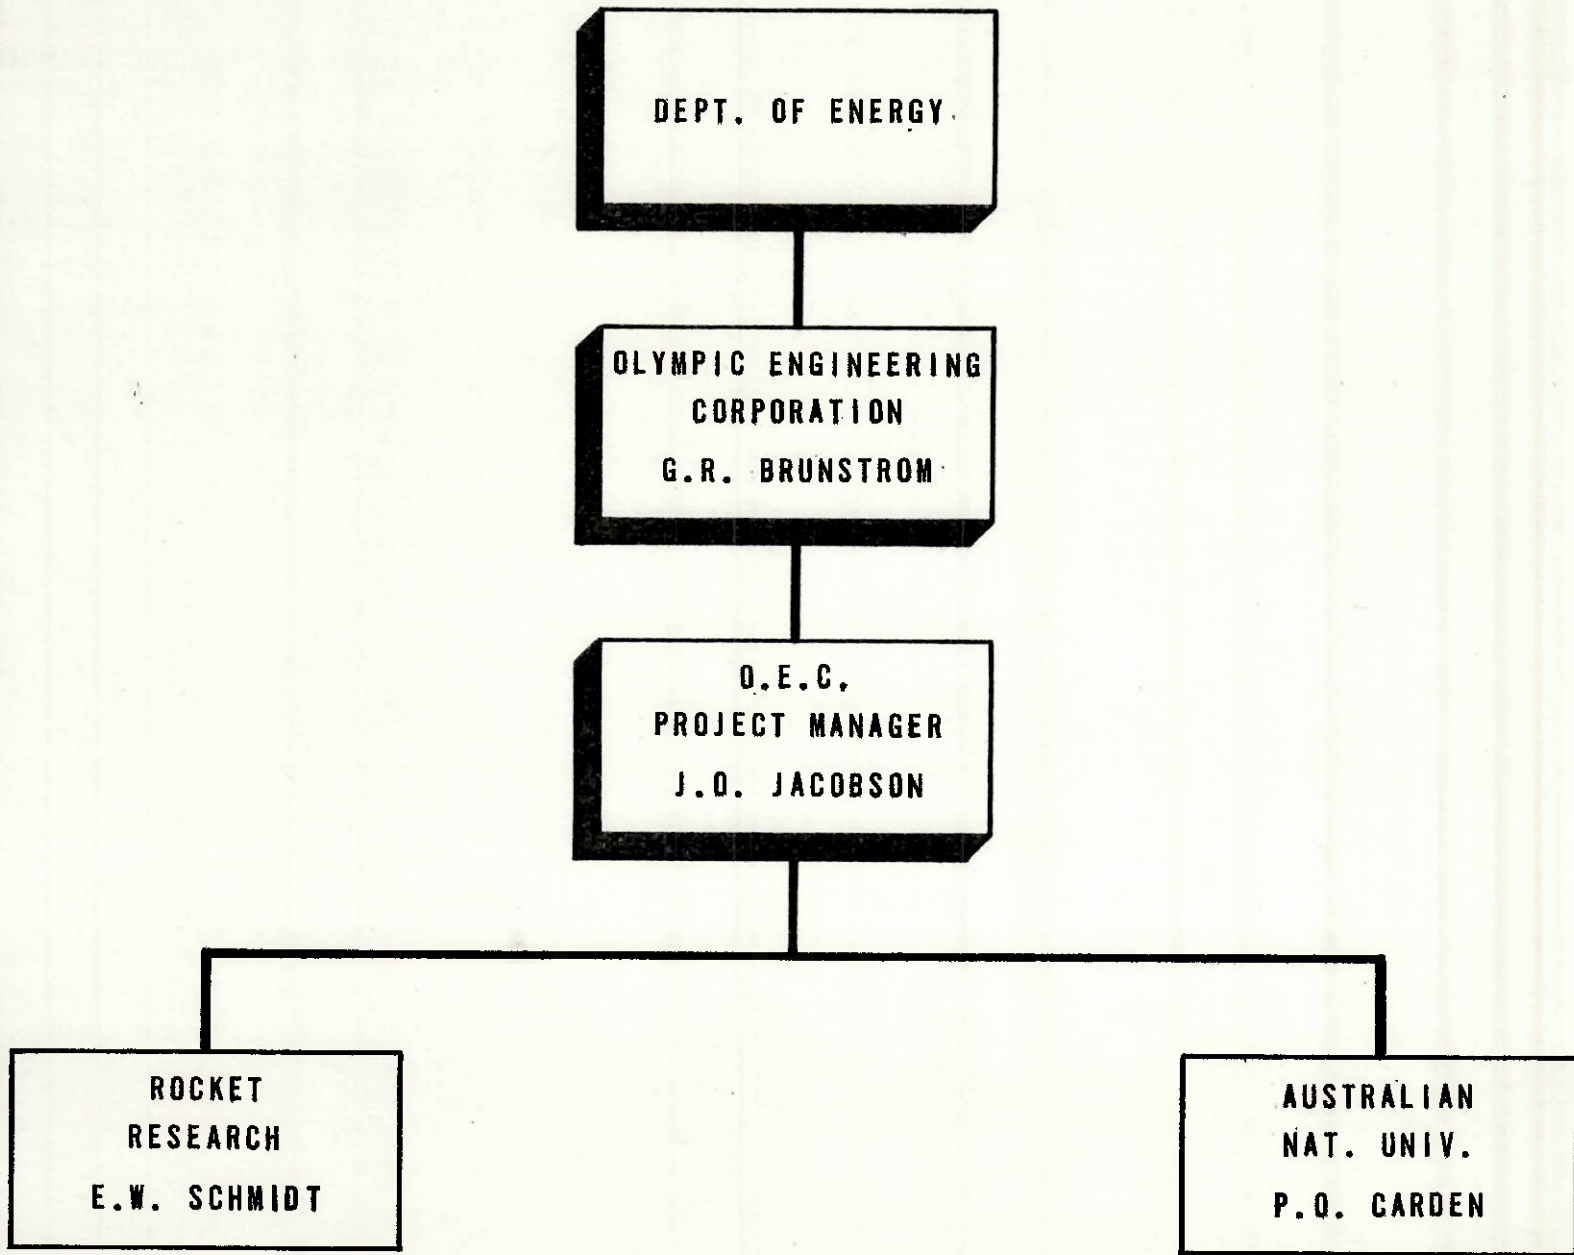 DEPT. OF ENERGY
OLYMPIC ENGINEERING
CORPORATION
G.R. BRUNSTROM
O.E.C.
PROJECT MANAGER
J.O. JACOBSON
ROCKET
RESEARCH
E.W. SCHMIDT
AUSTRALIAN
NAT. UNIV.
P.O. CARDEN